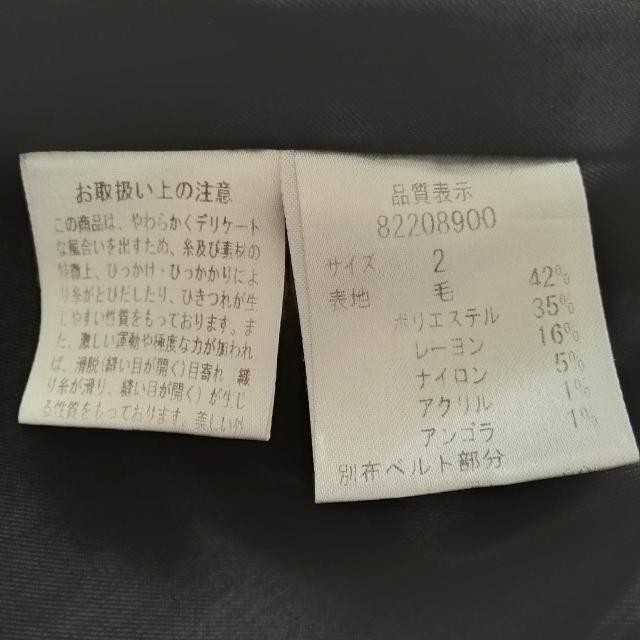 お取扱い上の注意
この商品は、やわらかくデリケート
な風合いを出すため、糸及び素材の
特徴上、ひっかけ・ひっかかりによ
り糸がとびだしたり、ひきつれが生
じやすい性質をもっております。ま
た、激しい運動や極度な力が加われ
ば、滑脱(縫い目が開く)目寄れ 織
り糸が滑り、縫い目が開く)が生じ
る性質をもっております。美しい外
品質表示
82208900
サイズ 2
表地 毛 42%
ポリエステル 35%
レーヨン 16%
ナイロン 5%
アクリル 1%
アンゴラ 1%
別布ベルト部分